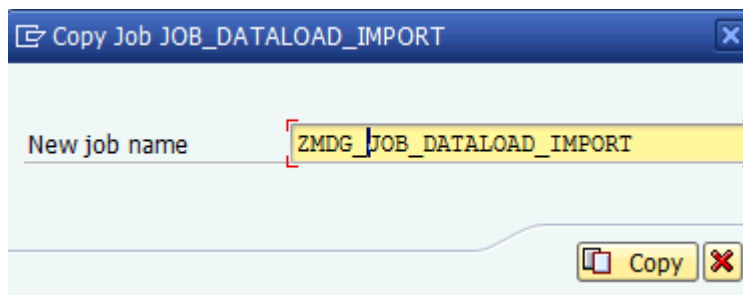 Copy Job JOB_DATALOAD_IMPORT
New job name ZMDG_JOB_DATALOAD_IMPORT
Copy